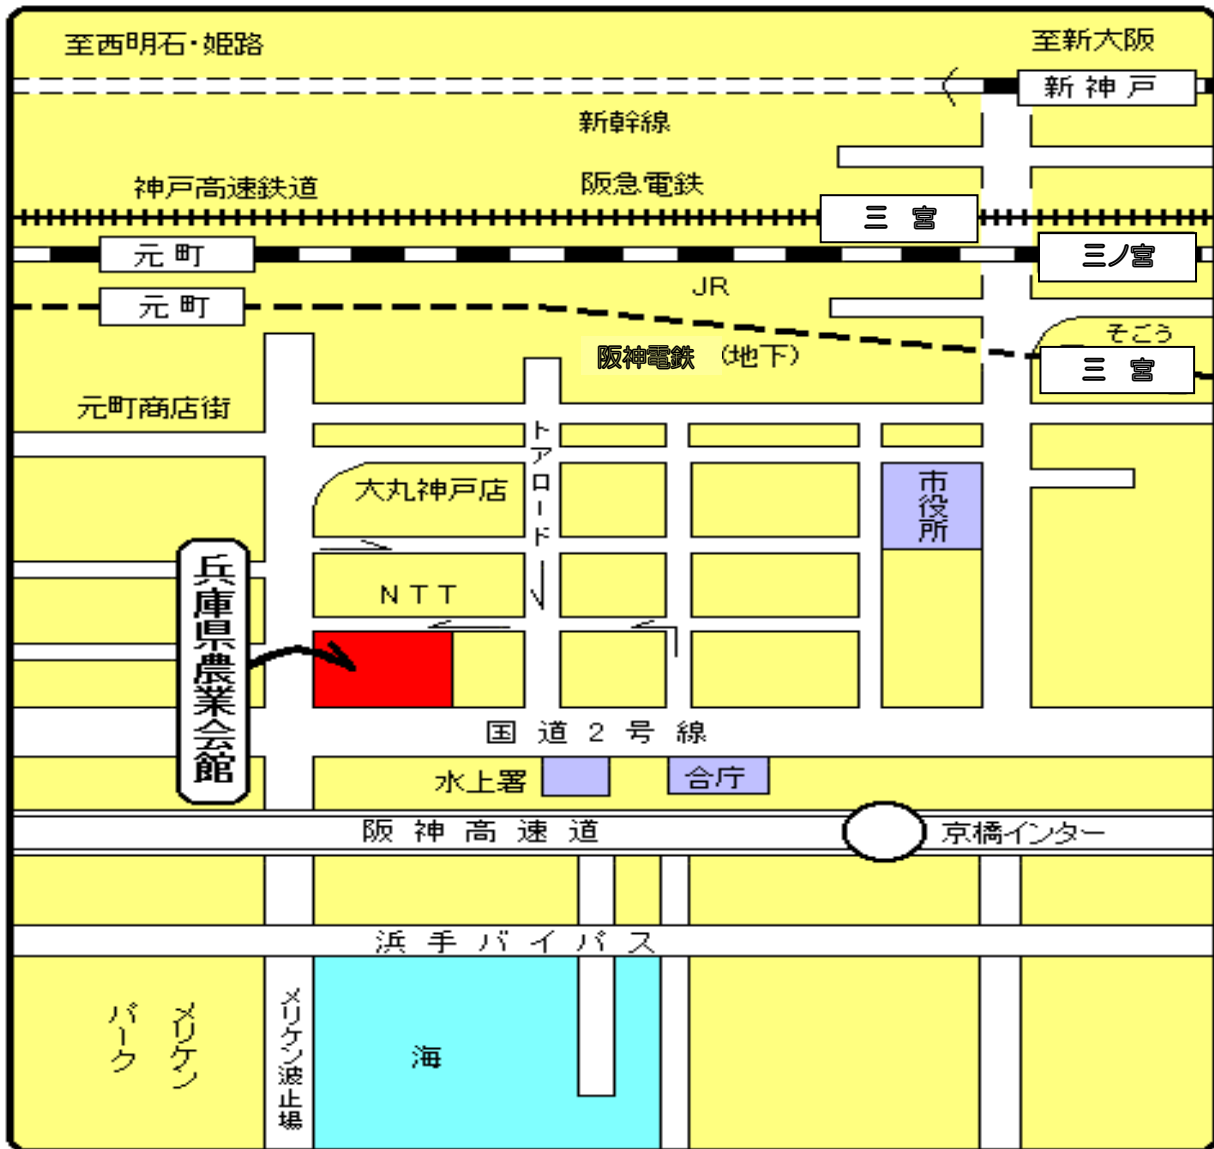 至西明石・姫路
至新大阪
新神戸
新幹線
神戸高速鉄道
阪急電鉄
三宮
元町
三ノ宮
JR
元町
そごう
阪神電鉄 (地下)
三宮
元町商店街
トアロード
大丸神戸店
市役所
NTT
兵庫県農業会館
国道2号線
水上署
合庁
阪神高速道
京橋インター
浜手バイパス
メリケン
パーク
メリケン波止場
海